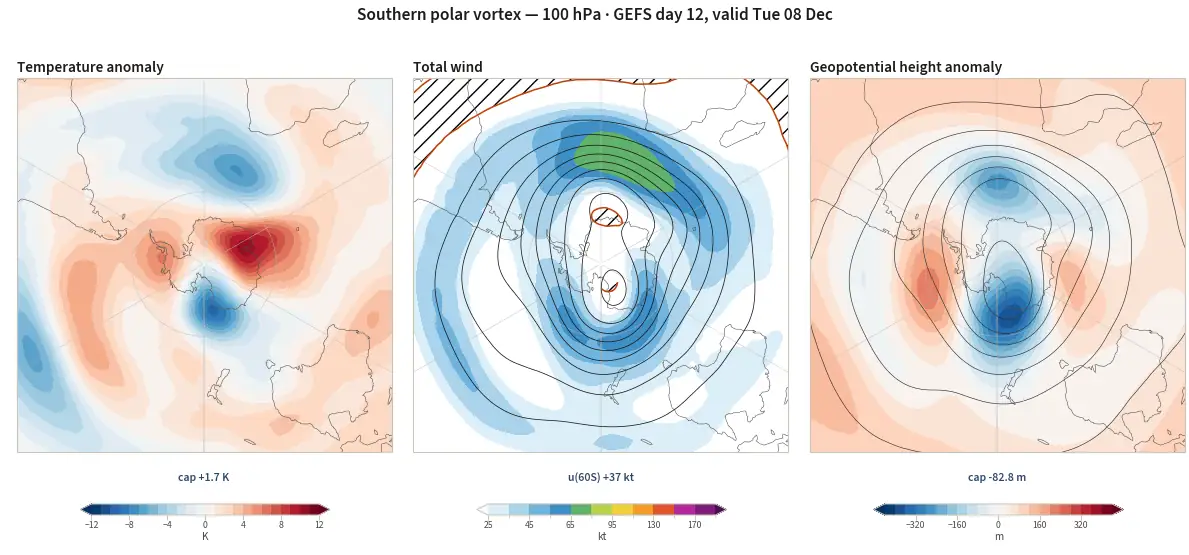 Southern polar vortex — 100 hPa · GEFS day 12, valid Tue 08 Dec
Temperature anomaly
Total wind
Geopotential height anomaly
cap +1.7 K
u(60S) +37 kt
cap -82.8 m
−12 −8 −4 0 4 8 12
K
25 45 65 95 130 170
kt
−320 −160 0 160 320
m